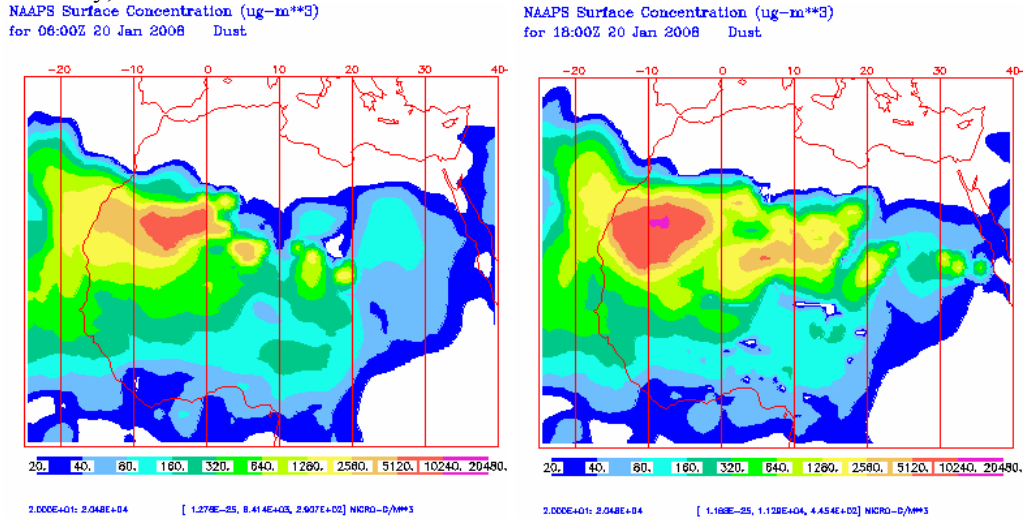 NAAPS Surface Concentration (ug-m**3)
for 06:00Z 20 Jan 2008 Dust
-20 -10 0 10 20 30 40
20. 40. 80. 160. 320. 640. 1280. 2560. 5120. 10240. 20480.
2.000E+01: 2.048E+04 [ 1.276E-25, 8.414E+03, 2.907E+02] MICRO-G/M**3
NAAPS Surface Concentration (ug-m**3)
for 18:00Z 20 Jan 2008 Dust
-20 -10 0 10 20 30 40
20. 40. 80. 160. 320. 640. 1280. 2560. 5120. 10240. 20480.
2.000E+01: 2.048E+04 [ 1.168E-25, 1.129E+04, 4.454E+02] MICRO-G/M**3